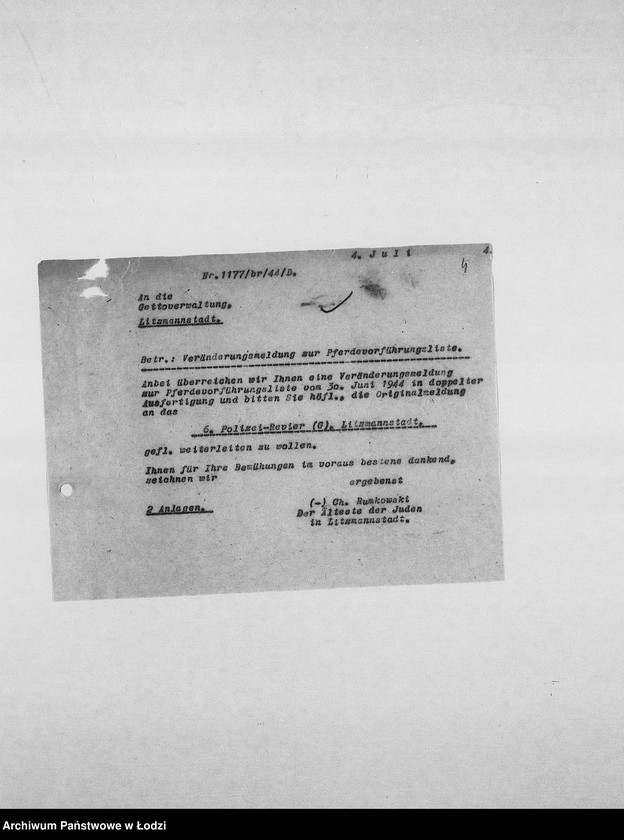 4. Juli 4.
4
Nr.1177/br/44/D.
An die
Gettoverwaltung,
Litzmannstadt.
Betr.: Veränderungsmeldung zur Pferdevorführungsliste.
Anbei überreichen wir Ihnen eine Veränderungsmeldung
zur Pferdevorführungsliste vom 30. Juni 1944 in doppelter
Ausfertigung und bitten Sie höfl., die Originalmeldung
an das
6. Polizei-Revier (G), Litzmannstadt,
gefl. weiterleiten zu wollen.
Ihnen für Ihre Bemühungen im voraus bestens dankend,
zeichnen wir
ergebenst
(-) Ch. Rumkowski
Der Älteste der Juden
in Litzmannstadt.
2 Anlagen.
Archiwum Państwowe w Łodzi